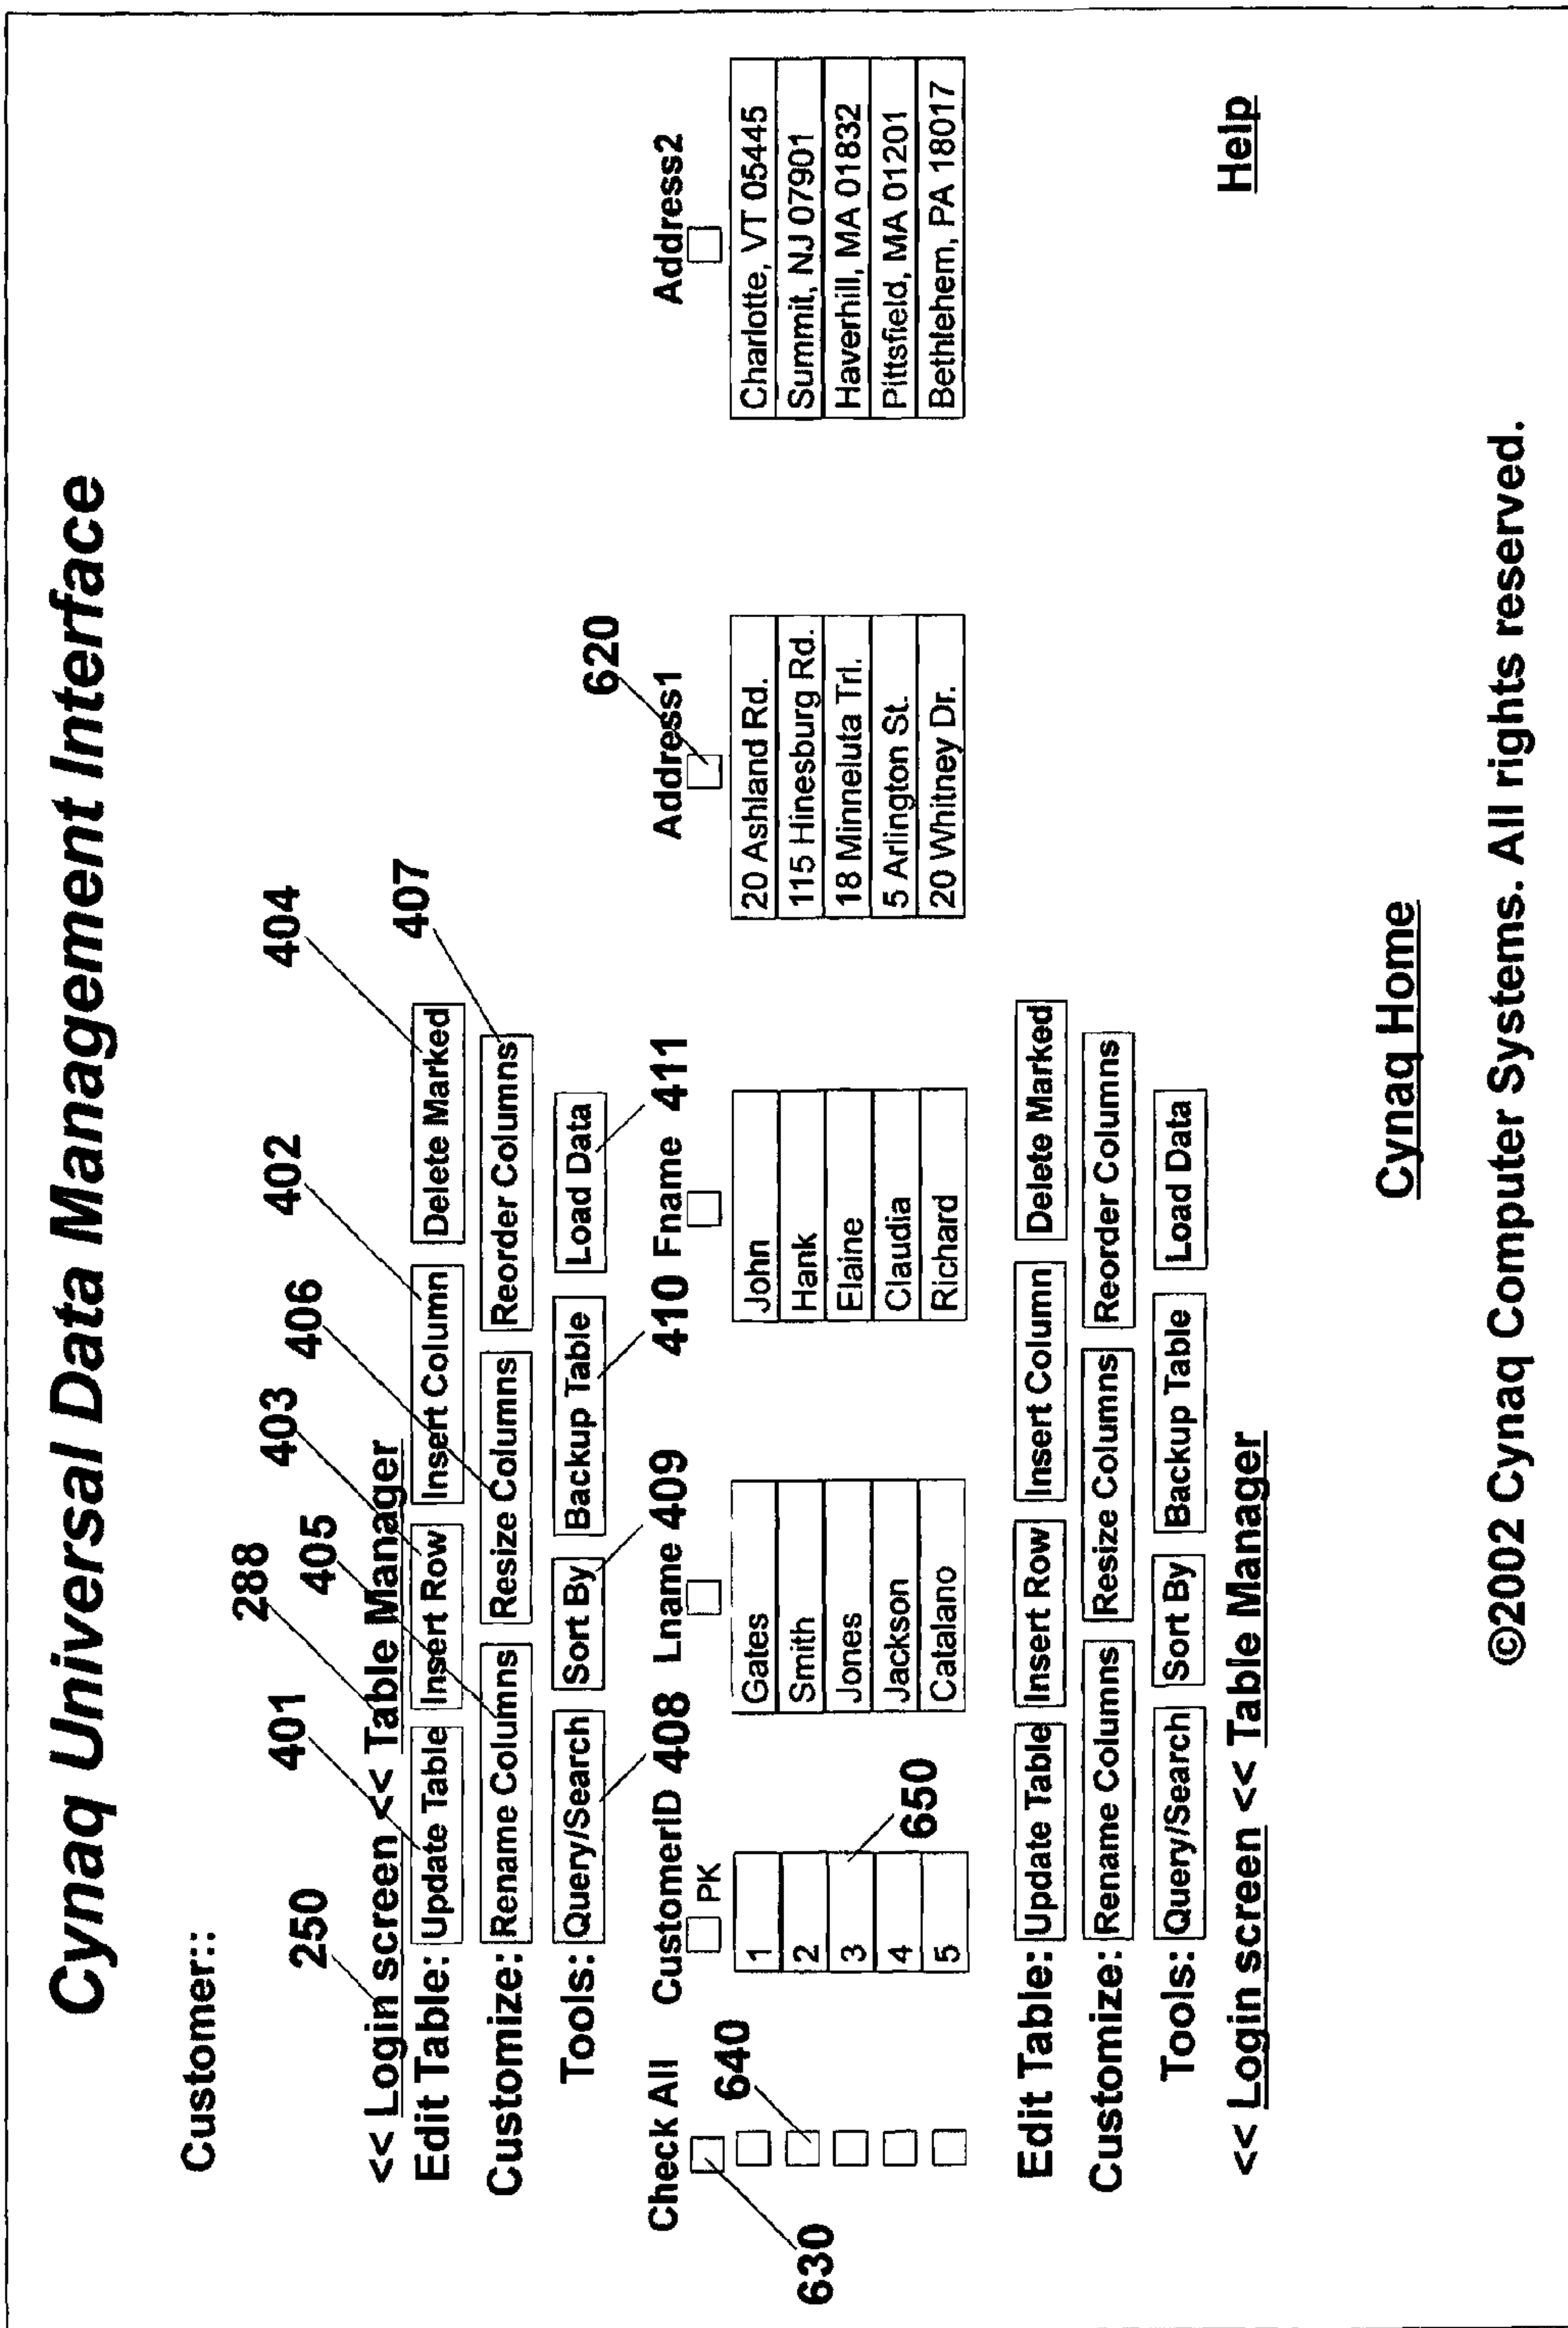 Cynaq Universal Data Management Interface
Customer::
250 401 288 405 403 406 402 404 407
<< Login screen << Table Manager
Edit Table: Update Table Insert Row Insert Column Delete Marked
Customize: Rename Columns Resize Columns Reorder Columns
Tools: Query/Search Sort By Backup Table Load Data
620
Check All CustomerID 408 Lname 409 410 Fname 411 Address1 Address2
630 640 PK
1 Gates John 20 Ashland Rd. Charlotte, VT 05445
2 Smith Hank 115 Hinesburg Rd. Summit, NJ 07901
3 Jones Elaine 18 Minneluta Trl. Haverhill, MA 01832
4 Jackson Claudia 5 Arlington St. Pittsfield, MA 01201
5 Catalano Richard 20 Whitney Dr. Bethlehem, PA 18017
650
Edit Table: Update Table Insert Row Insert Column Delete Marked
Customize: Rename Columns Resize Columns Reorder Columns
Tools: Query/Search Sort By Backup Table Load Data
<< Login screen << Table Manager Help
Cynaq Home
©2002 Cynaq Computer Systems. All rights reserved.